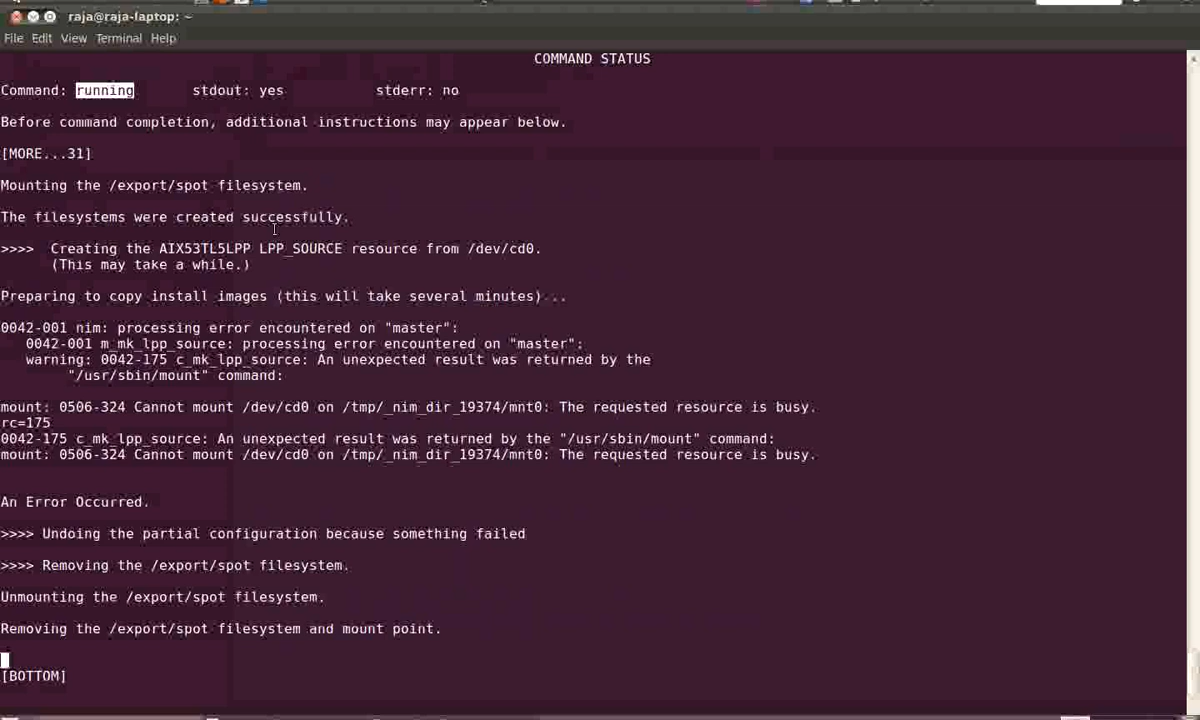 raja@raja-laptop: ~
File Edit View Terminal Help
COMMAND STATUS
Command: running stdout: yes stderr: no
Before command completion, additional instructions may appear below.
[MORE...31]
Mounting the /export/spot filesystem.
The filesystems were created successfully.
>>>> Creating the AIX53TL5LPP LPP_SOURCE resource from /dev/cd0.
(This may take a while.)
Preparing to copy install images (this will take several minutes)...
0042-001 nim: processing error encountered on "master":
0042-001 m_mk_lpp_source: processing error encountered on "master":
warning: 0042-175 c_mk_lpp_source: An unexpected result was returned by the
"/usr/sbin/mount" command:
mount: 0506-324 Cannot mount /dev/cd0 on /tmp/_nim_dir_19374/mnt0: The requested resource is busy.
rc=175
0042-175 c_mk_lpp_source: An unexpected result was returned by the "/usr/sbin/mount" command:
mount: 0506-324 Cannot mount /dev/cd0 on /tmp/_nim_dir_19374/mnt0: The requested resource is busy.
An Error Occurred.
>>>> Undoing the partial configuration because something failed
>>>> Removing the /export/spot filesystem.
Unmounting the /export/spot filesystem.
Removing the /export/spot filesystem and mount point.
[BOTTOM]